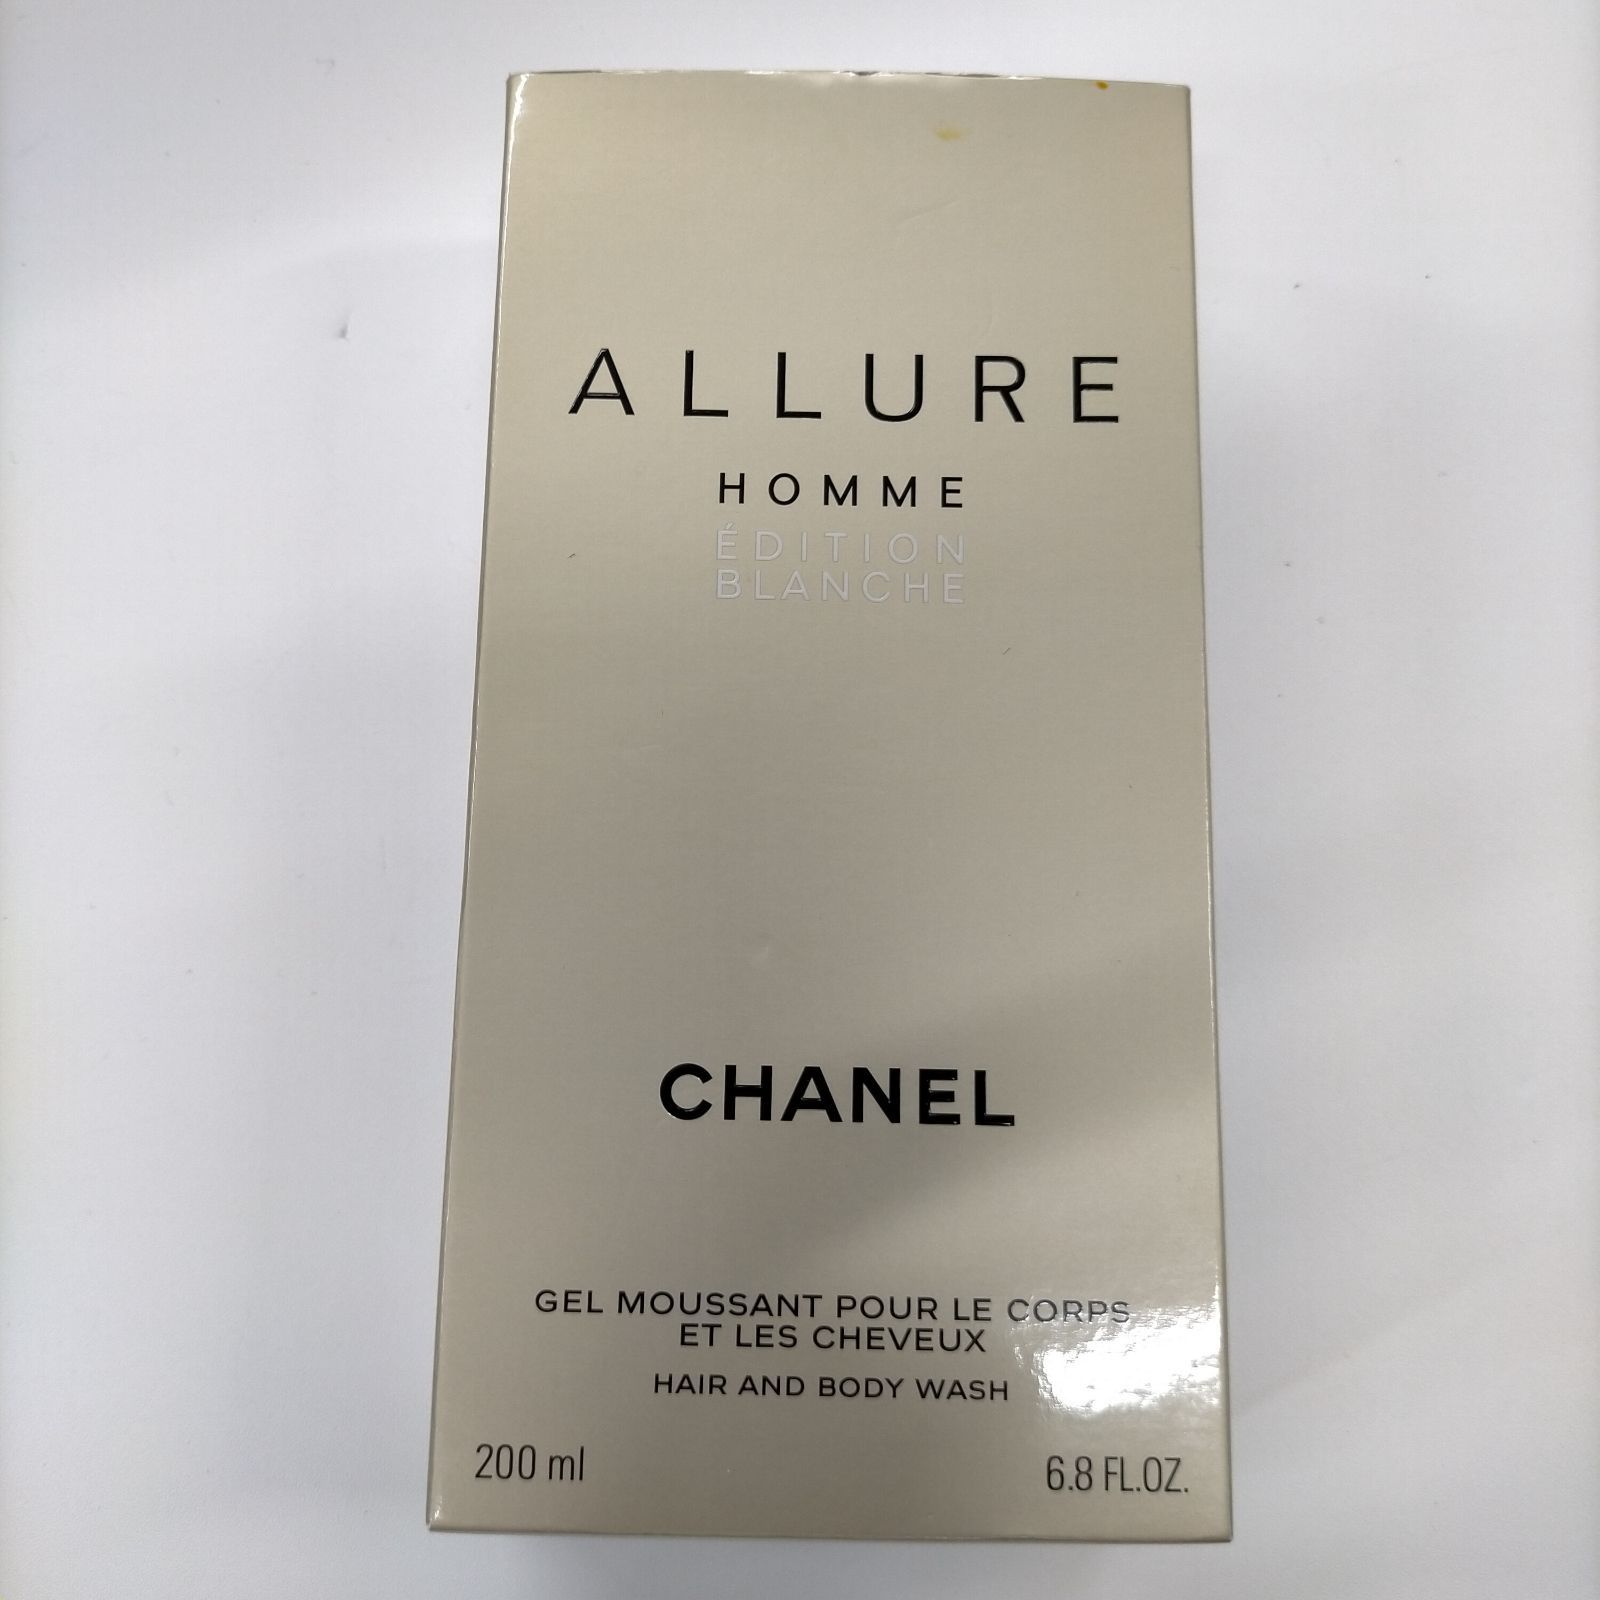 ALLURE
HOMME
ÉDITION
BLANCHE
CHANEL
GEL MOUSSANT POUR LE CORPS
ET LES CHEVEUX
HAIR AND BODY WASH
200 ml
6.8 FL.OZ.